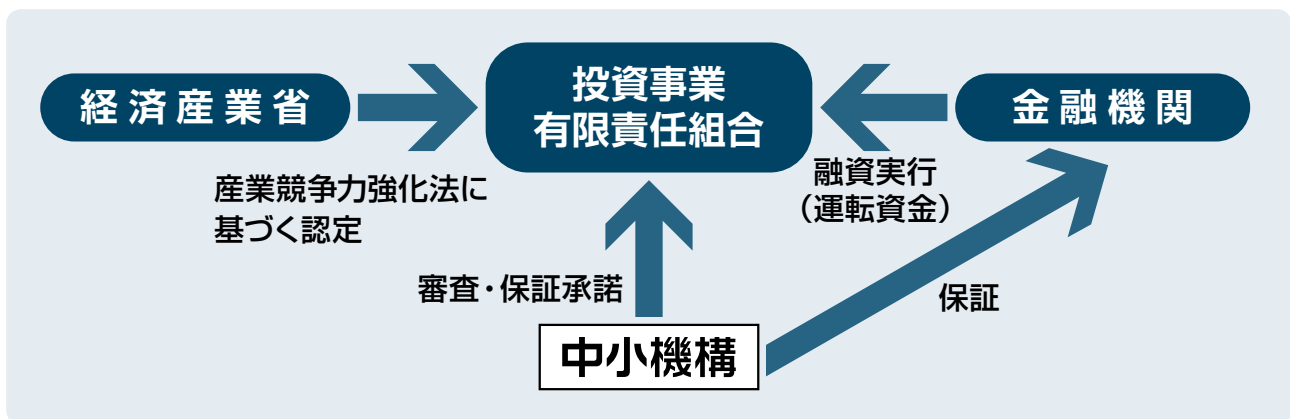 経済産業省
投資事業
有限責任組合
金融機関
産業競争力強化法に
基づく認定
融資実行
（運転資金）
審査・保証承諾
保証
中小機構